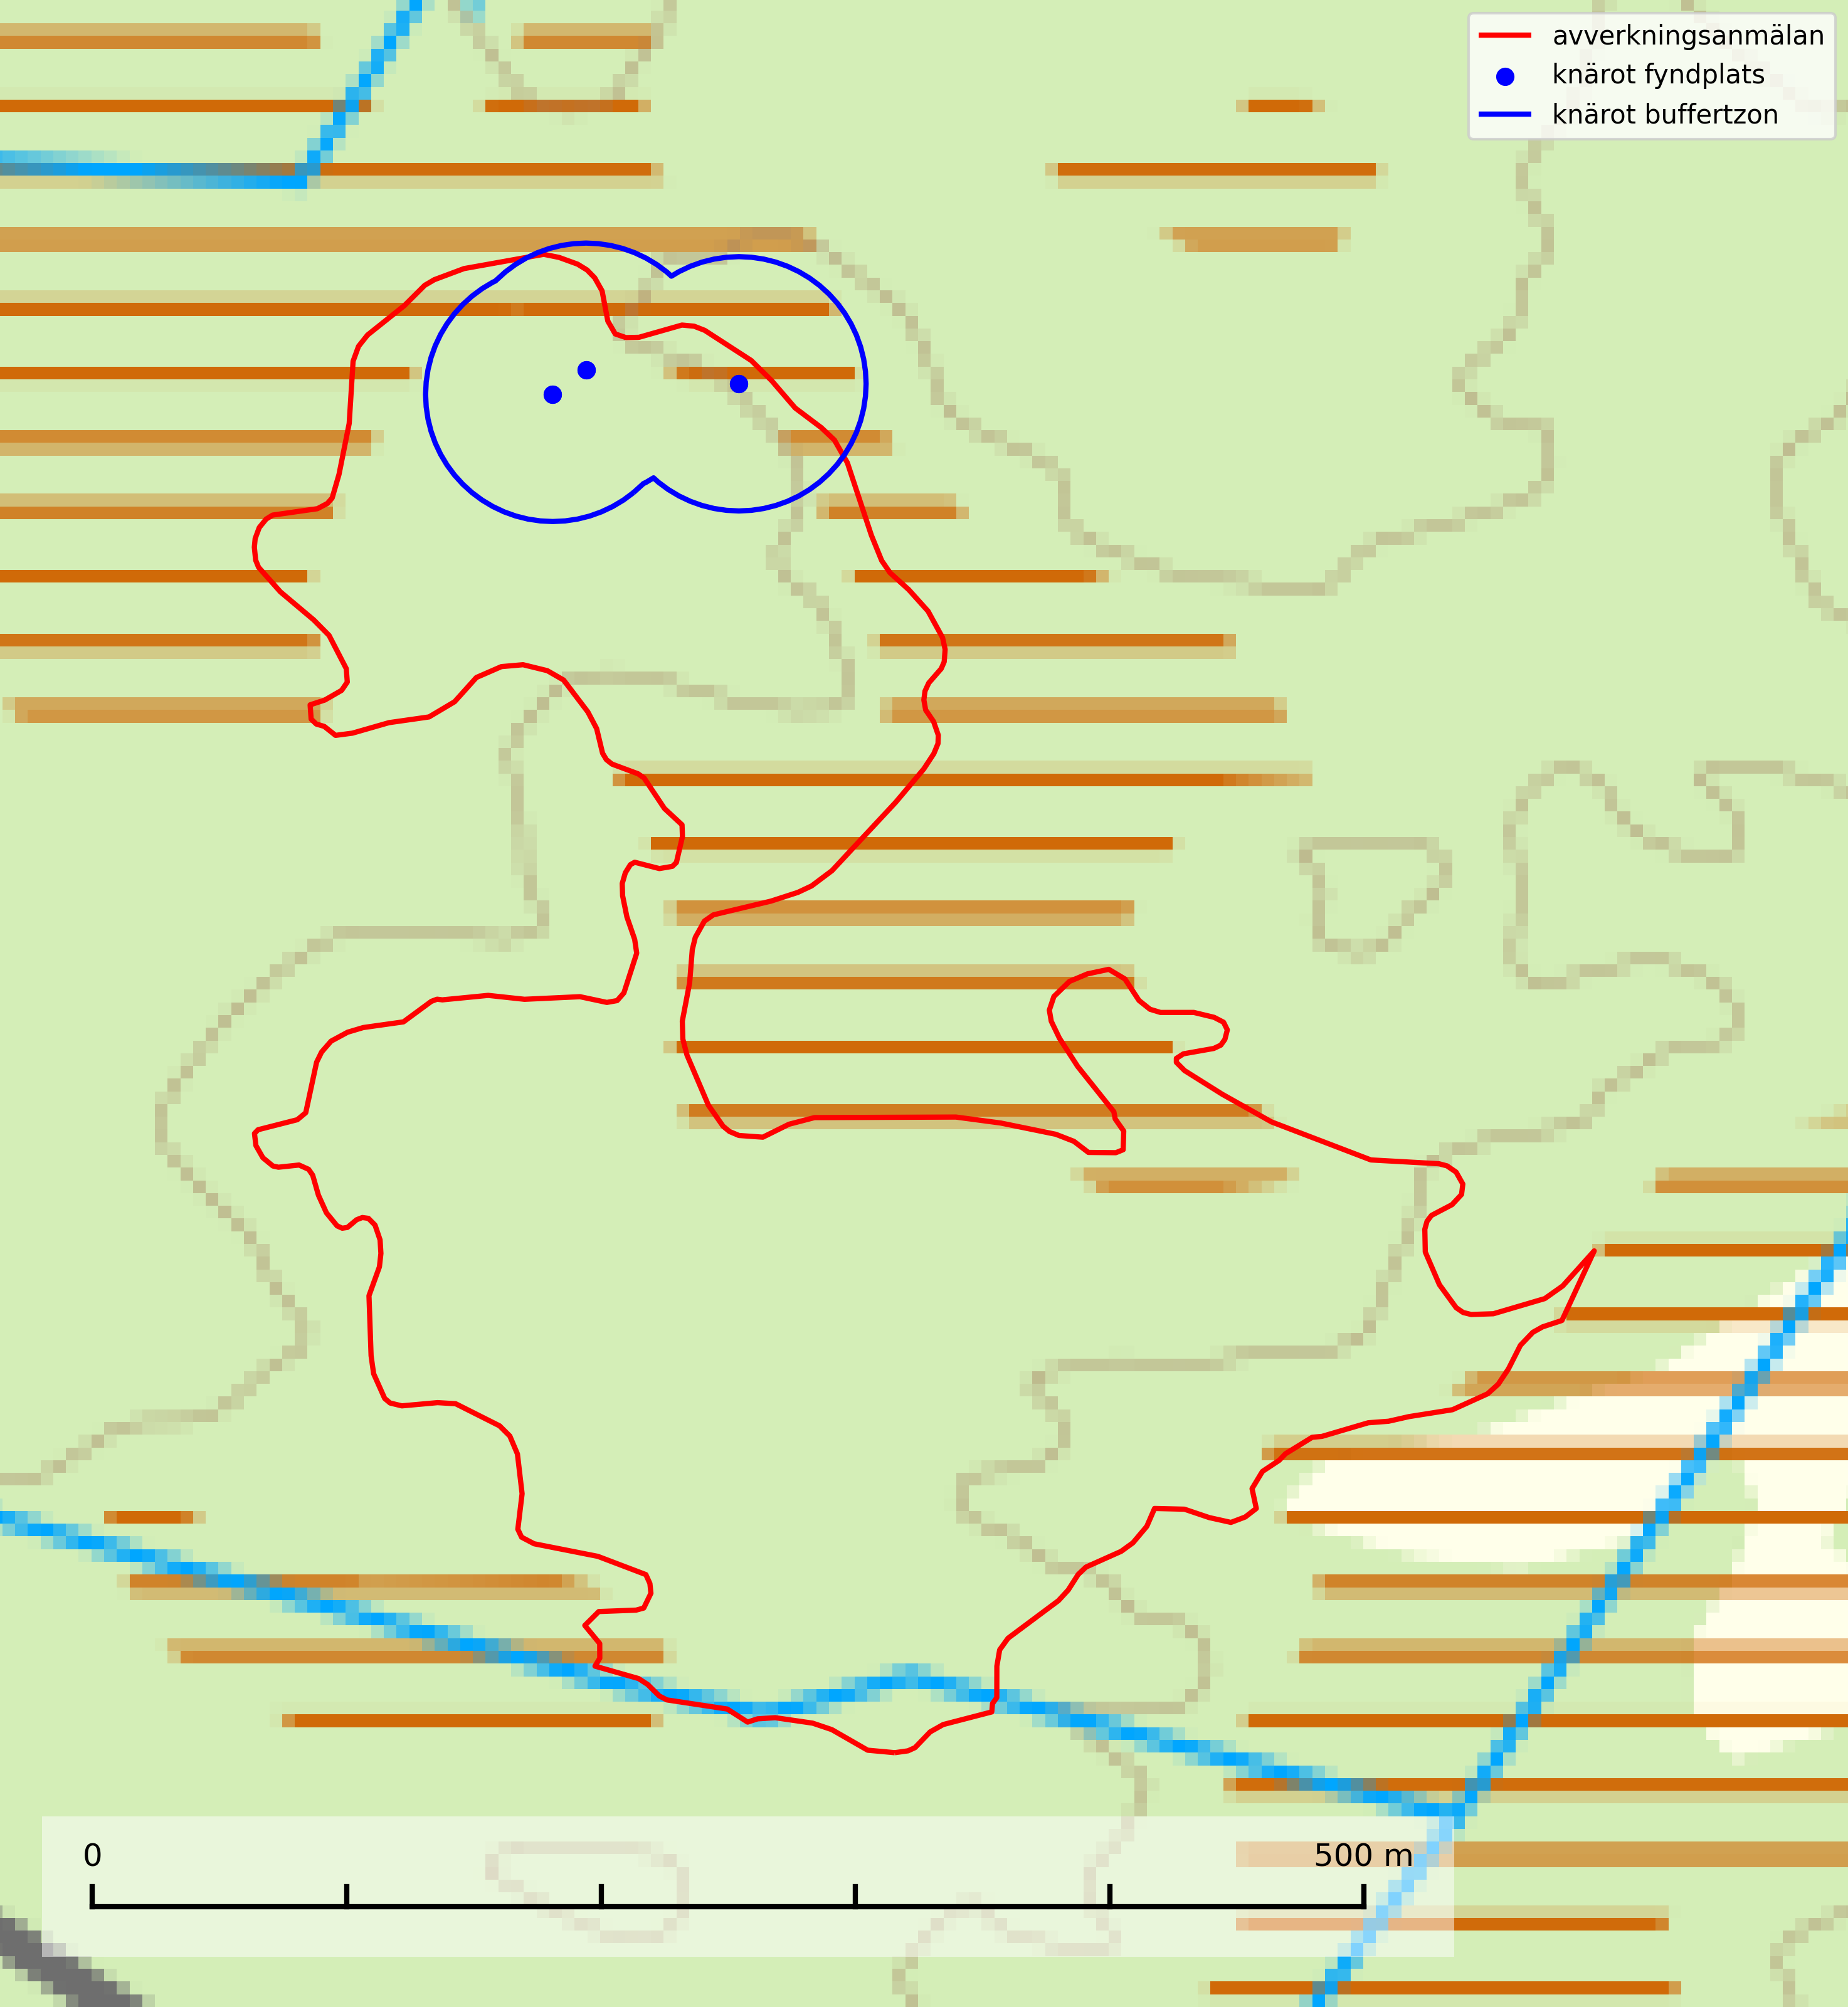 avverkningsanmälan
knärot fyndplats
knärot buffertzon
0 500 m